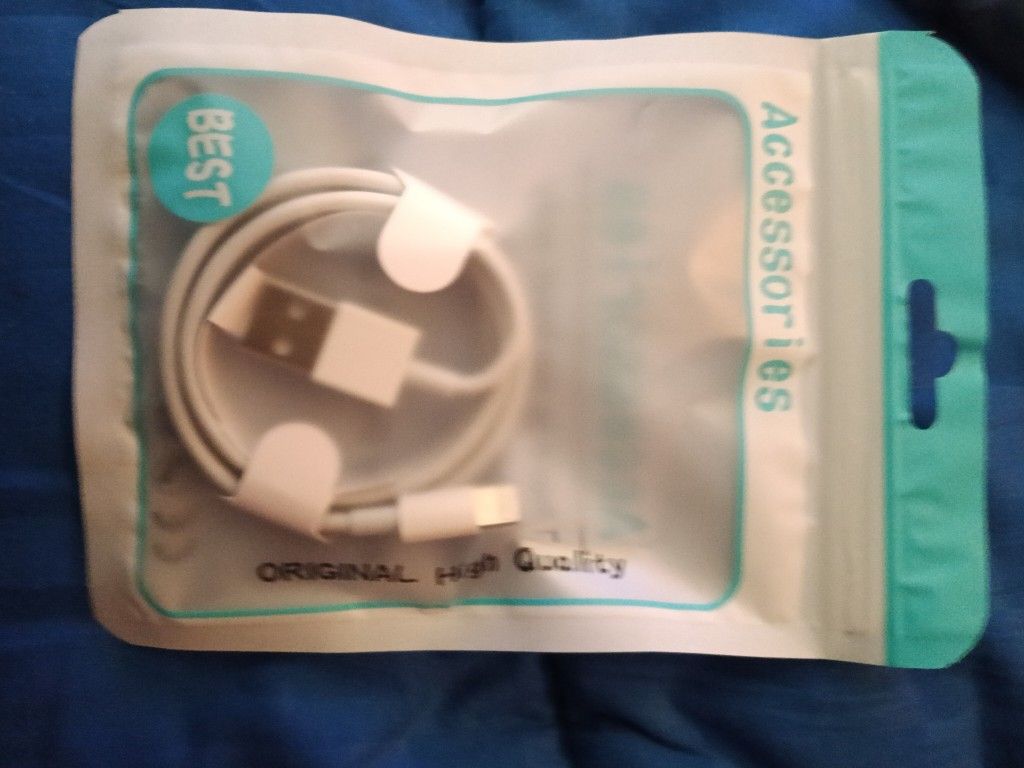 Accessories
BEST
ORIGINAL High Quality